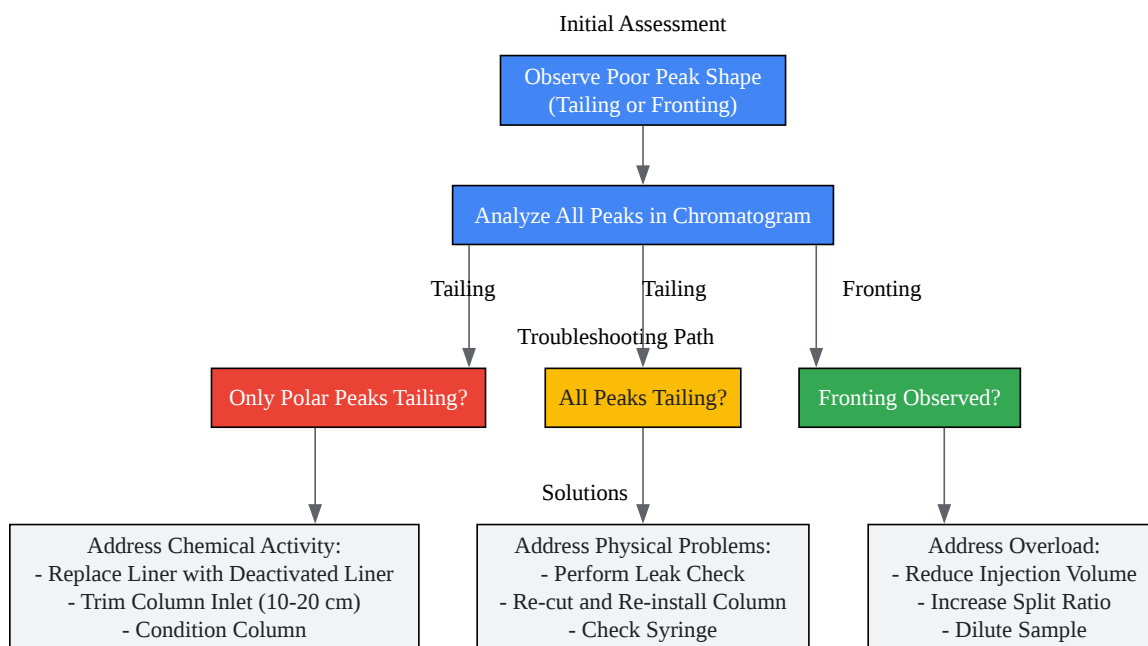 Initial Assessment
Observe Poor Peak Shape
(Tailing or Fronting)
Analyze All Peaks in Chromatogram
Tailing
Tailing
Fronting
Troubleshooting Path
Only Polar Peaks Tailing?
All Peaks Tailing?
Fronting Observed?
Solutions
Address Chemical Activity:
- Replace Liner with Deactivated Liner
- Trim Column Inlet (10-20 cm)
- Condition Column
Address Physical Problems:
- Perform Leak Check
- Re-cut and Re-install Column
- Check Syringe
Address Overload:
- Reduce Injection Volume
- Increase Split Ratio
- Dilute Sample